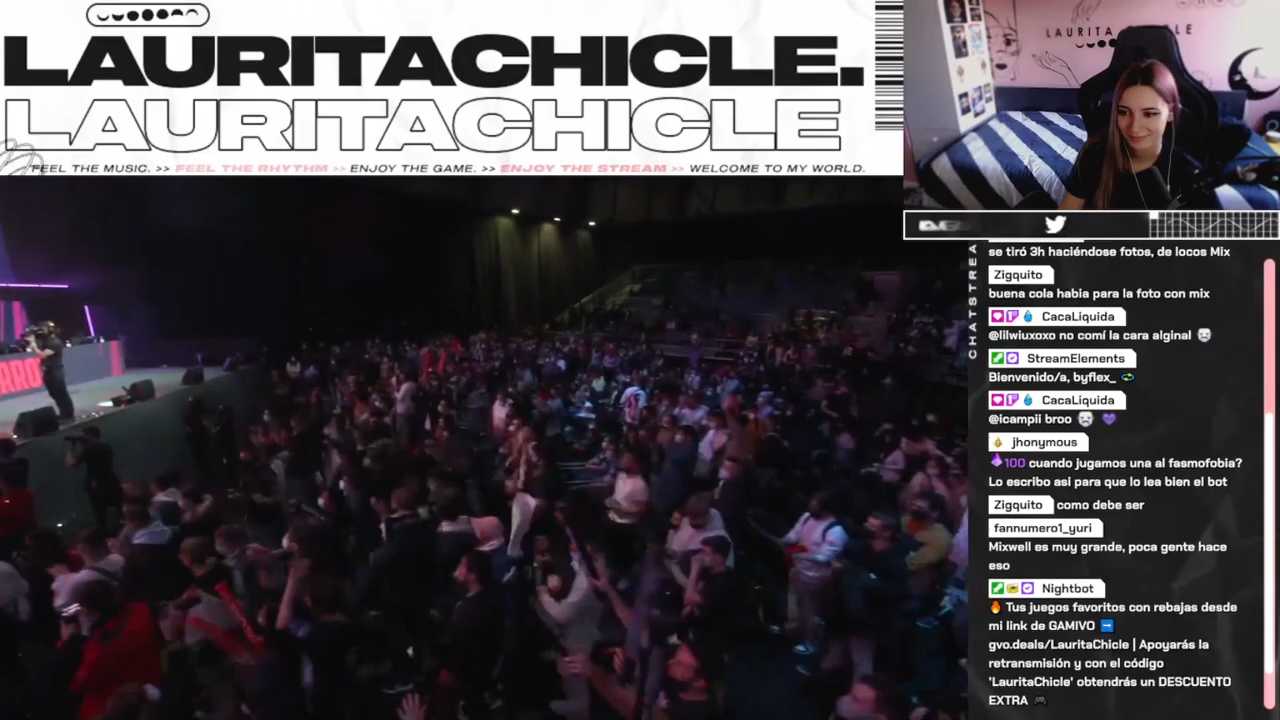 LAURITACHICLE.
LAURITACHICLE
FEEL THE MUSIC. >> FEEL THE RHYTHM >> ENJOY THE GAME. >> ENJOY THE STREAM >> WELCOME TO MY WORLD.
LAURITA CHICLE
CHATSTREA
se tiró 3h haciéndose fotos, de locos Mix
Zigquito
buena cola habia para la foto con mix
CacaLiquida
@lilwiuxoxo no comí la cara alginal
StreamElements
Bienvenido/a, byflex_
CacaLiquida
@icampii broo
jhonymous
100 cuando jugamos una al fasmofobia?
Lo escribo asi para que lo lea bien el bot
Zigquito como debe ser
fannumero1_yuri
Mixwell es muy grande, poca gente hace
eso
Nightbot
Tus juegos favoritos con rebajas desde
mi link de GAMIVO
gvo.deals/LauritaChicle | Apoyarás la
retransmisión y con el código
'LauritaChicle' obtendrás un DESCUENTO
EXTRA